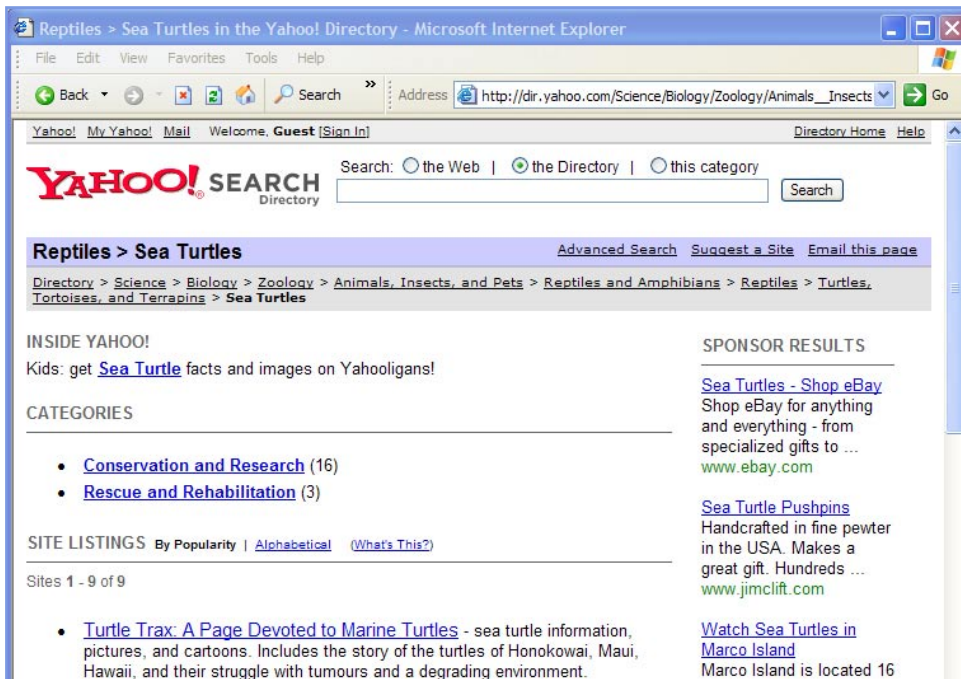 Reptiles > Sea Turtles in the Yahoo! Directory - Microsoft Internet Explorer
File Edit View Favorites Tools Help
Back Search » Address http://dir.yahoo.com/Science/Biology/Zoology/Animals__Insects Go
Yahoo! My Yahoo! Mail Welcome, Guest [Sign In] Directory Home Help
YAHOO! SEARCH Directory
Search: the Web | the Directory | this category
Search
Reptiles > Sea Turtles Advanced Search Suggest a Site Email this page
Directory > Science > Biology > Zoology > Animals, Insects, and Pets > Reptiles and Amphibians > Reptiles > Turtles,
Tortoises, and Terrapins > Sea Turtles
INSIDE YAHOO!
Kids: get Sea Turtle facts and images on Yahooligans!
CATEGORIES
Conservation and Research (16)
Rescue and Rehabilitation (3)
SITE LISTINGS By Popularity | Alphabetical (What's This?)
Sites 1 - 9 of 9
Turtle Trax: A Page Devoted to Marine Turtles - sea turtle information,
pictures, and cartoons. Includes the story of the turtles of Honokowai, Maui,
Hawaii, and their struggle with tumours and a degrading environment.
SPONSOR RESULTS
Sea Turtles - Shop eBay
Shop eBay for anything
and everything - from
specialized gifts to ...
www.ebay.com
Sea Turtle Pushpins
Handcrafted in fine pewter
in the USA. Makes a
great gift. Hundreds ...
www.jimclift.com
Watch Sea Turtles in
Marco Island
Marco Island is located 16